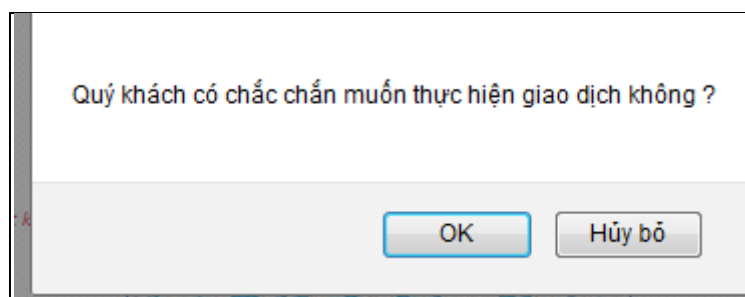 Quý khách có chắc chắn muốn thực hiện giao dịch không ?
OK Hủy bỏ